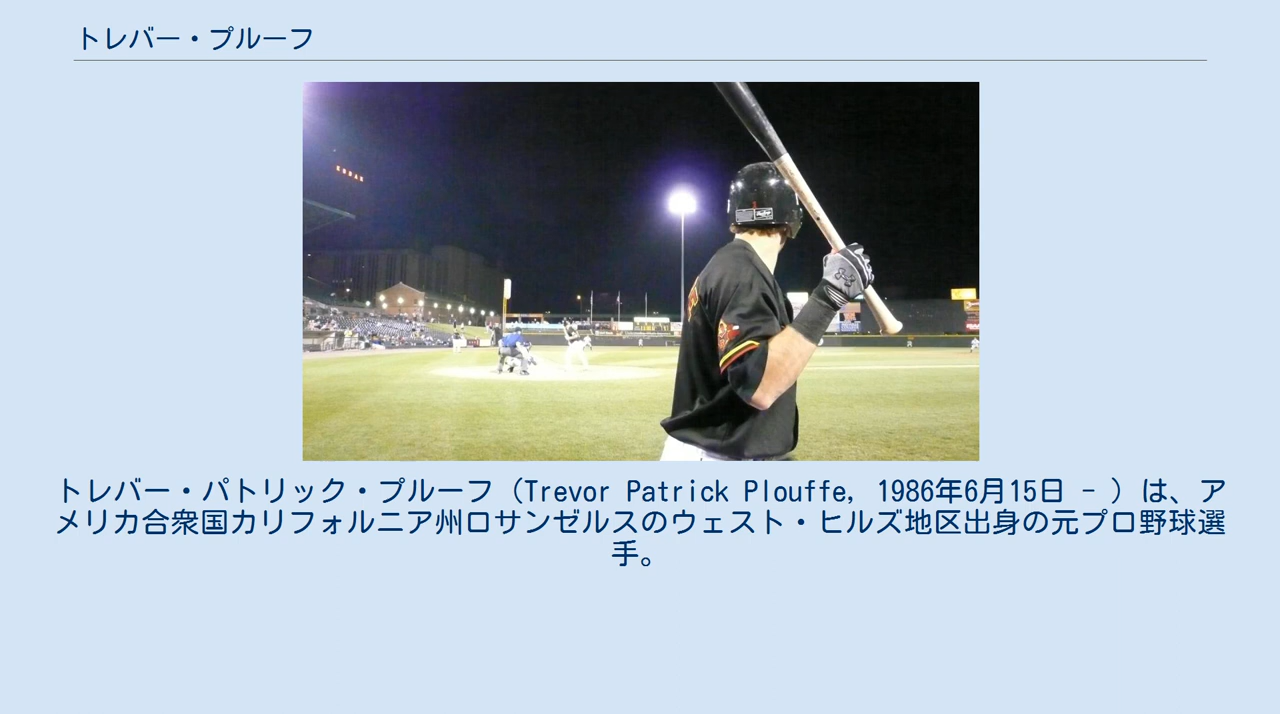 トレバー・プルーフ
KODAK
トレバー・パトリック・プルーフ（Trevor Patrick Plouffe, 1986年6月15日 - ）は、ア
メリカ合衆国カリフォルニア州ロサンゼルスのウェスト・ヒルズ地区出身の元プロ野球選
手。